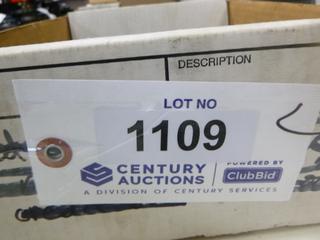 DESCRIPTION
LOT NO
1109
CENTURY AUCTIONS
POWERED BY
ClubBid
A DIVISION OF CENTURY SERVICES